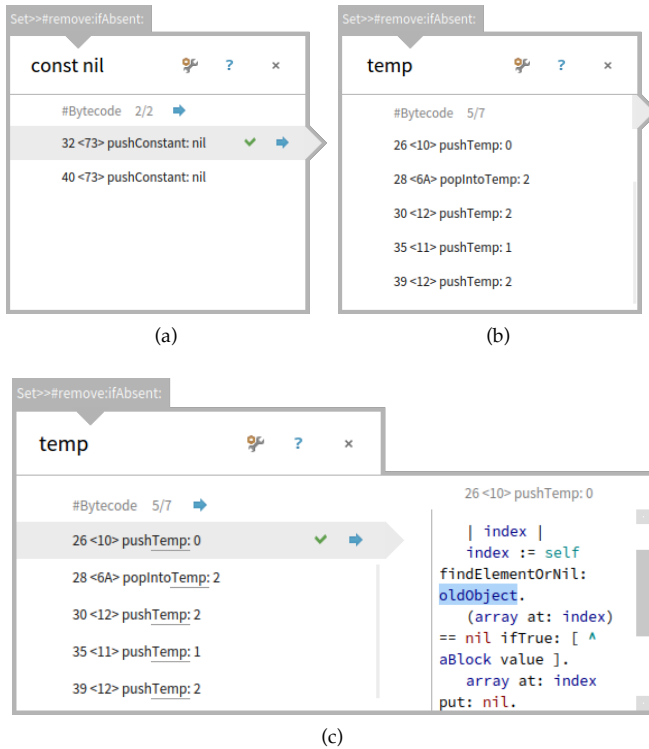 Set>>#remove:ifAbsent:
const nil ? ×
#Bytecode 2/2
32 <73> pushConstant: nil
40 <73> pushConstant: nil
(a)
Set>>#remove:ifAbsent:
temp ? ×
#Bytecode 5/7
26 <10> pushTemp: 0
28 <6A> popIntoTemp: 2
30 <12> pushTemp: 2
35 <11> pushTemp: 1
39 <12> pushTemp: 2
(b)
Set>>#remove:ifAbsent:
temp ? ×
#Bytecode 5/7
26 <10> pushTemp: 0
28 <6A> popIntoTemp: 2
30 <12> pushTemp: 2
35 <11> pushTemp: 1
39 <12> pushTemp: 2
26 <10> pushTemp: 0
| index |
index := self
findElementOrNil:
oldObject.
(array at: index)
== nil ifTrue: [ ^
aBlock value ].
array at: index
put: nil.
(c)